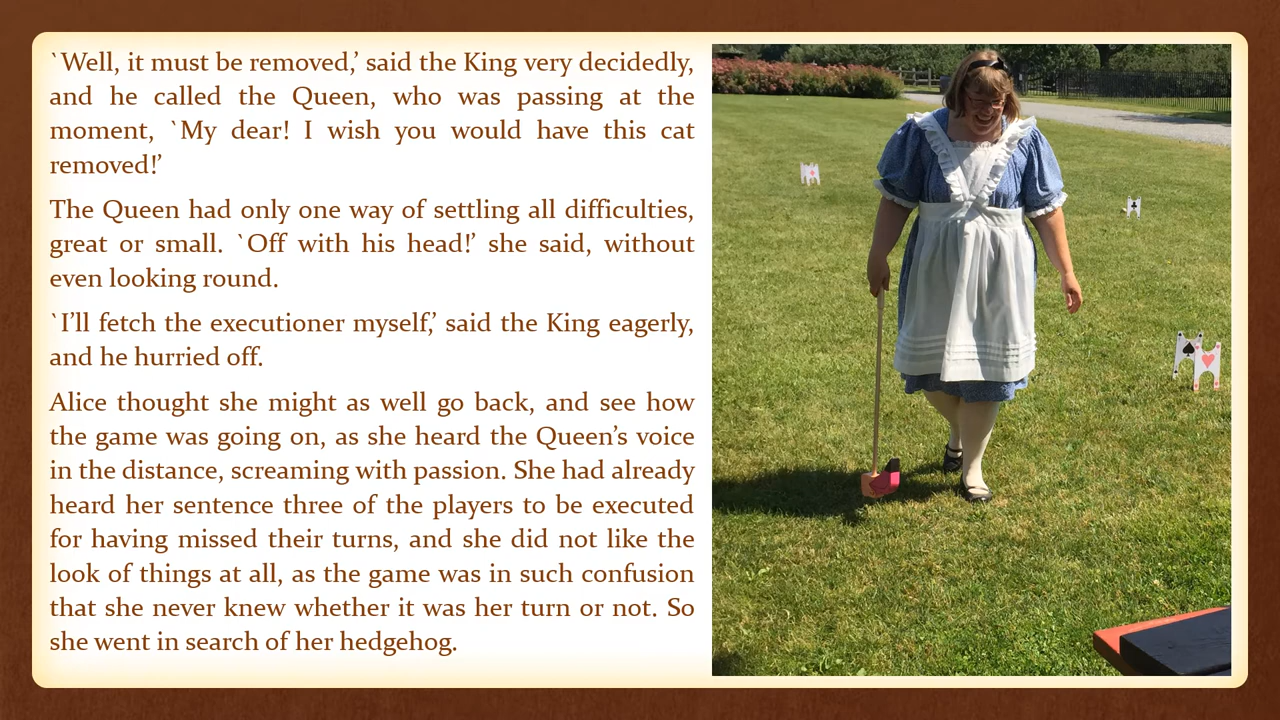 `Well, it must be removed,’ said the King very decidedly,
and he called the Queen, who was passing at the
moment, `My dear! I wish you would have this cat
removed!’
The Queen had only one way of settling all difficulties,
great or small. `Off with his head!’ she said, without
even looking round.
`I’ll fetch the executioner myself,’ said the King eagerly,
and he hurried off.
Alice thought she might as well go back, and see how
the game was going on, as she heard the Queen’s voice
in the distance, screaming with passion. She had already
heard her sentence three of the players to be executed
for having missed their turns, and she did not like the
look of things at all, as the game was in such confusion
that she never knew whether it was her turn or not. So
she went in search of her hedgehog.